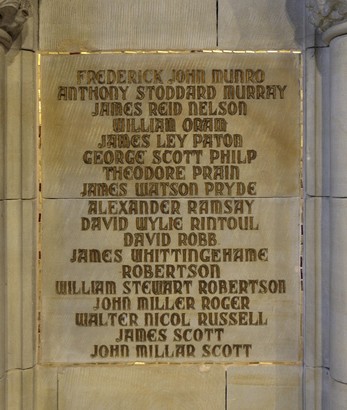 FREDERICK JOHN MUNRO
ANTHONY STODDARD MURRAY
JAMES REID NELSON
WILLIAM ORAM
JAMES LEY PATON
GEORGE SCOTT PHILP
THEODORE PRAIN
JAMES WATSON PRYDE
ALEXANDER RAMSAY
DAVID WYLIE RINTOUL
DAVID ROBB
JAMES WHITTINGEHAME
ROBERTSON
WILLIAM STEWART ROBERTSON
JOHN MILLER ROGER
WALTER NICOL RUSSELL
JAMES SCOTT
JOHN MILLAR SCOTT